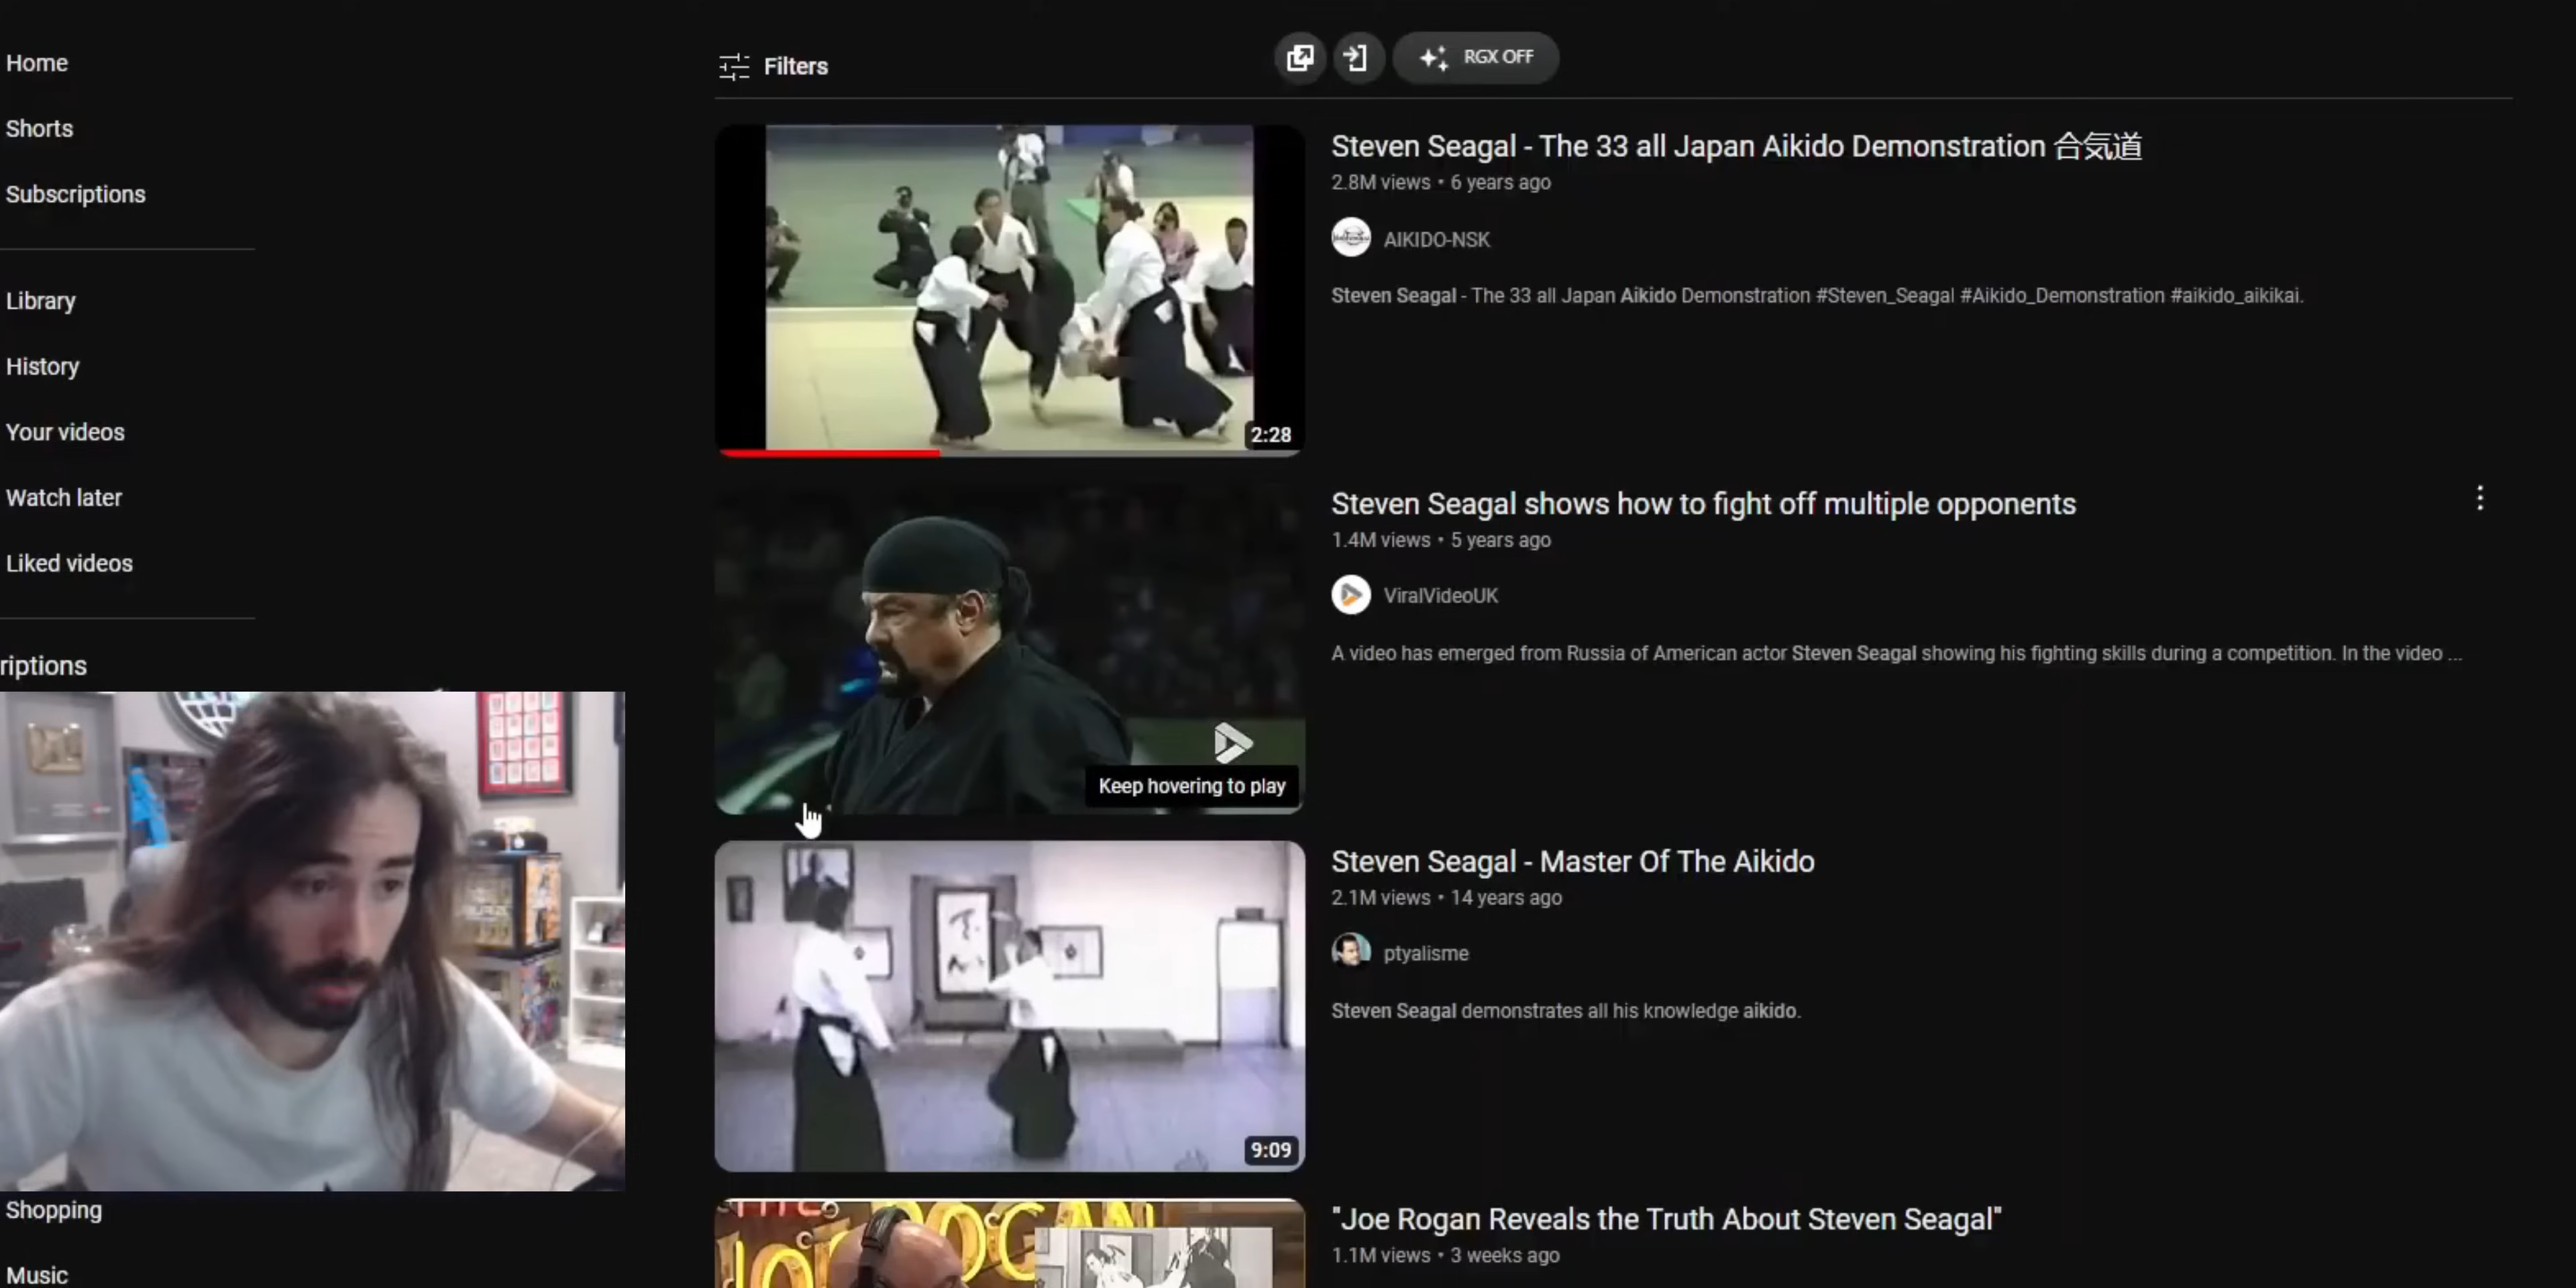 Home
Shorts
Subscriptions
Library
History
Your videos
Watch later
Liked videos
riptions
Shopping
Music
Filters
RGX OFF
2:28
Steven Seagal - The 33 all Japan Aikido Demonstration 合気道
2.8M views • 6 years ago
AIKIDO-NSK
Steven Seagal - The 33 all Japan Aikido Demonstration #Steven_Seagal #Aikido_Demonstration #aikido_aikikai.
Keep hovering to play
Steven Seagal shows how to fight off multiple opponents
1.4M views • 5 years ago
ViralVideoUK
A video has emerged from Russia of American actor Steven Seagal showing his fighting skills during a competition. In the video ...
9:09
Steven Seagal - Master Of The Aikido
2.1M views • 14 years ago
ptyalisme
Steven Seagal demonstrates all his knowledge aikido.
"Joe Rogan Reveals the Truth About Steven Seagal"
1.1M views • 3 weeks ago